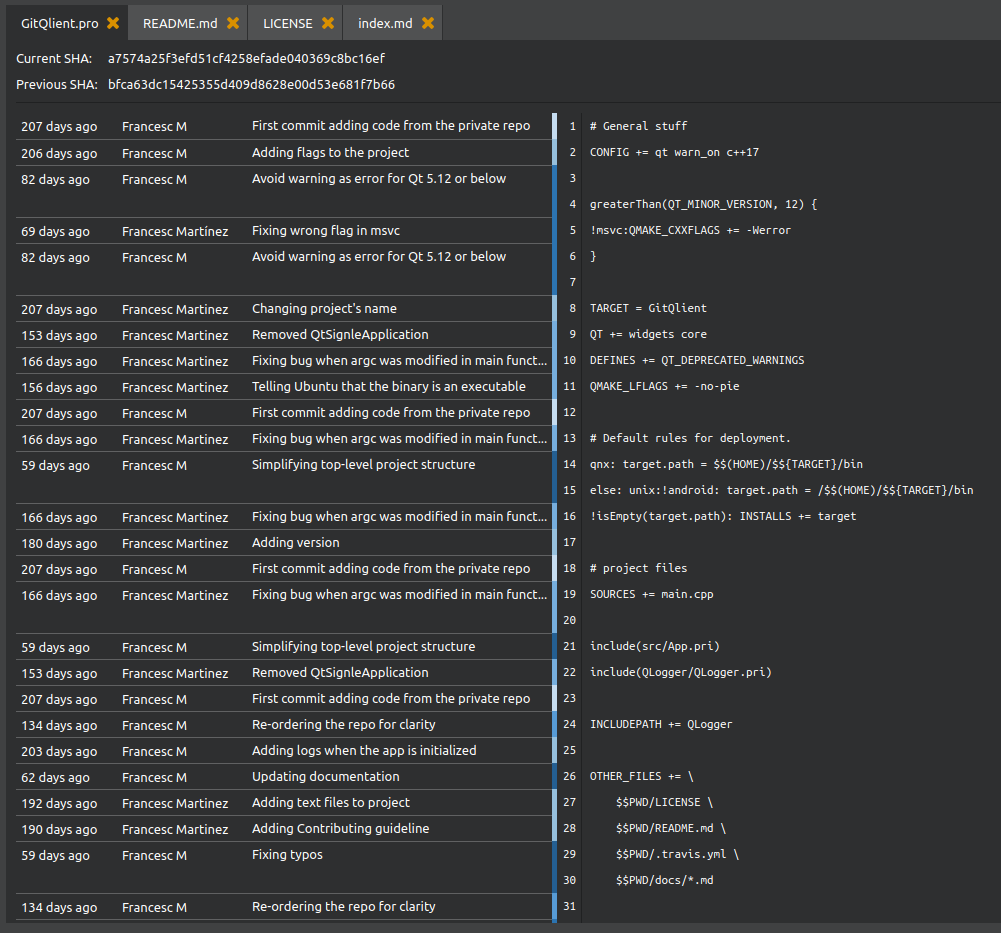 GitQlient.pro README.md LICENSE index.md
Current SHA: a7574a25f3efd51cf4258efade040369c8bc16ef
Previous SHA: bfca63dc15425355d409d8628e00d53e681f7b66
207 days ago Francesc M First commit adding code from the private repo 1 # General stuff
206 days ago Francesc M Adding flags to the project 2 CONFIG += qt warn_on c++17
82 days ago Francesc M Avoid warning as error for Qt 5.12 or below 3
4 greaterThan(QT_MINOR_VERSION, 12) {
69 days ago Francesc Martínez Fixing wrong flag in msvc 5 !msvc:QMAKE_CXXFLAGS += -Werror
82 days ago Francesc M Avoid warning as error for Qt 5.12 or below 6 }
7
207 days ago Francesc Martinez Changing project's name 8 TARGET = GitQlient
153 days ago Francesc Martinez Removed QtSignleApplication 9 QT += widgets core
166 days ago Francesc Martinez Fixing bug when argc was modified in main funct... 10 DEFINES += QT_DEPRECATED_WARNINGS
156 days ago Francesc Martinez Telling Ubuntu that the binary is an executable 11 QMAKE_LFLAGS += -no-pie
207 days ago Francesc M First commit adding code from the private repo 12
166 days ago Francesc Martinez Fixing bug when argc was modified in main funct... 13 # Default rules for deployment.
59 days ago Francesc M Simplifying top-level project structure 14 qnx: target.path = $$(HOME)/$${TARGET}/bin
15 else: unix:!android: target.path = /$$(HOME)/$${TARGET}/bin
166 days ago Francesc Martinez Fixing bug when argc was modified in main funct... 16 !isEmpty(target.path): INSTALLS += target
180 days ago Francesc Martinez Adding version 17
207 days ago Francesc M First commit adding code from the private repo 18 # project files
166 days ago Francesc Martinez Fixing bug when argc was modified in main funct... 19 SOURCES += main.cpp
20
59 days ago Francesc M Simplifying top-level project structure 21 include(src/App.pri)
153 days ago Francesc Martinez Removed QtSignleApplication 22 include(QLogger/QLogger.pri)
207 days ago Francesc M First commit adding code from the private repo 23
134 days ago Francesc M Re-ordering the repo for clarity 24 INCLUDEPATH += QLogger
203 days ago Francesc M Adding logs when the app is initialized 25
62 days ago Francesc M Updating documentation 26 OTHER_FILES += \
192 days ago Francesc Martinez Adding text files to project 27 $$PWD/LICENSE \
190 days ago Francesc Martinez Adding Contributing guideline 28 $$PWD/README.md \
59 days ago Francesc M Fixing typos 29 $$PWD/.travis.yml \
30 $$PWD/docs/*.md
134 days ago Francesc M Re-ordering the repo for clarity 31